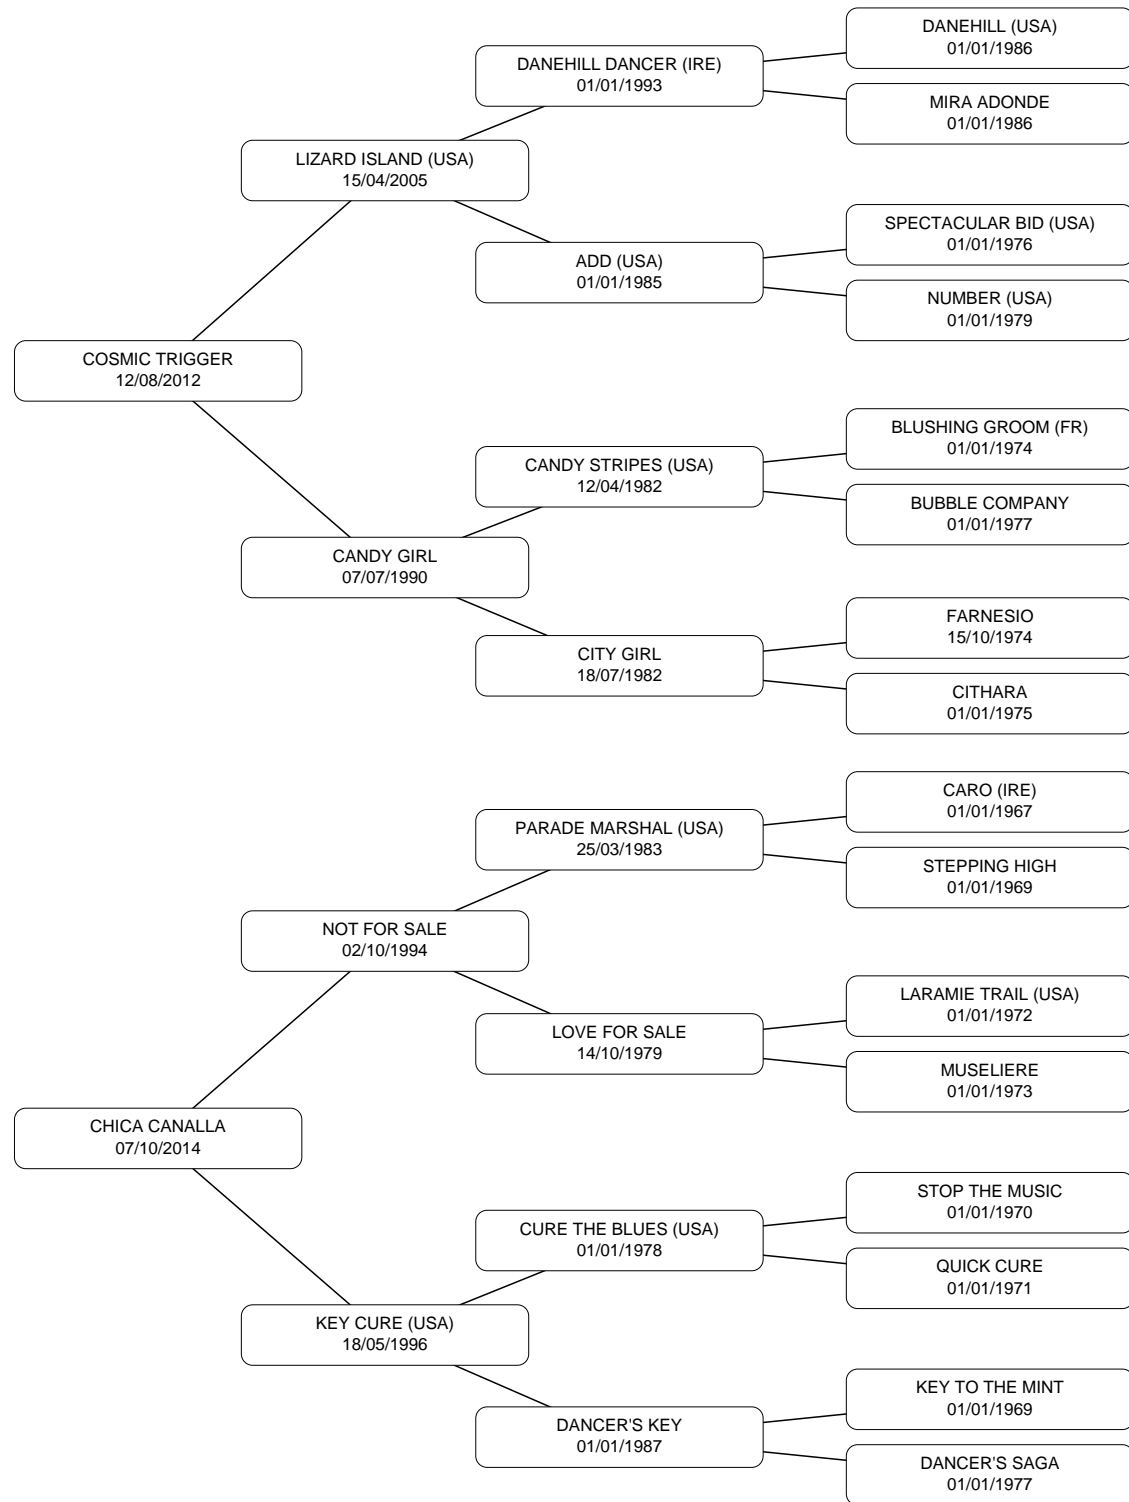 DANEHILL (USA)
01/01/1986
DANEHILL DANCER (IRE)
01/01/1993
MIRA ADONDE
01/01/1986
LIZARD ISLAND (USA)
15/04/2005
SPECTACULAR BID (USA)
01/01/1976
ADD (USA)
01/01/1985
NUMBER (USA)
01/01/1979
COSMIC TRIGGER
12/08/2012
BLUSHING GROOM (FR)
01/01/1974
CANDY STRIPES (USA)
12/04/1982
BUBBLE COMPANY
01/01/1977
CANDY GIRL
07/07/1990
FARNESIO
15/10/1974
CITY GIRL
18/07/1982
CITHARA
01/01/1975
CARO (IRE)
01/01/1967
PARADE MARSHAL (USA)
25/03/1983
STEPPING HIGH
01/01/1969
NOT FOR SALE
02/10/1994
LARAMIE TRAIL (USA)
01/01/1972
LOVE FOR SALE
14/10/1979
MUSELIERE
01/01/1973
CHICA CANALLA
07/10/2014
STOP THE MUSIC
01/01/1970
CURE THE BLUES (USA)
01/01/1978
QUICK CURE
01/01/1971
KEY CURE (USA)
18/05/1996
KEY TO THE MINT
01/01/1969
DANCER'S KEY
01/01/1987
DANCER'S SAGA
01/01/1977